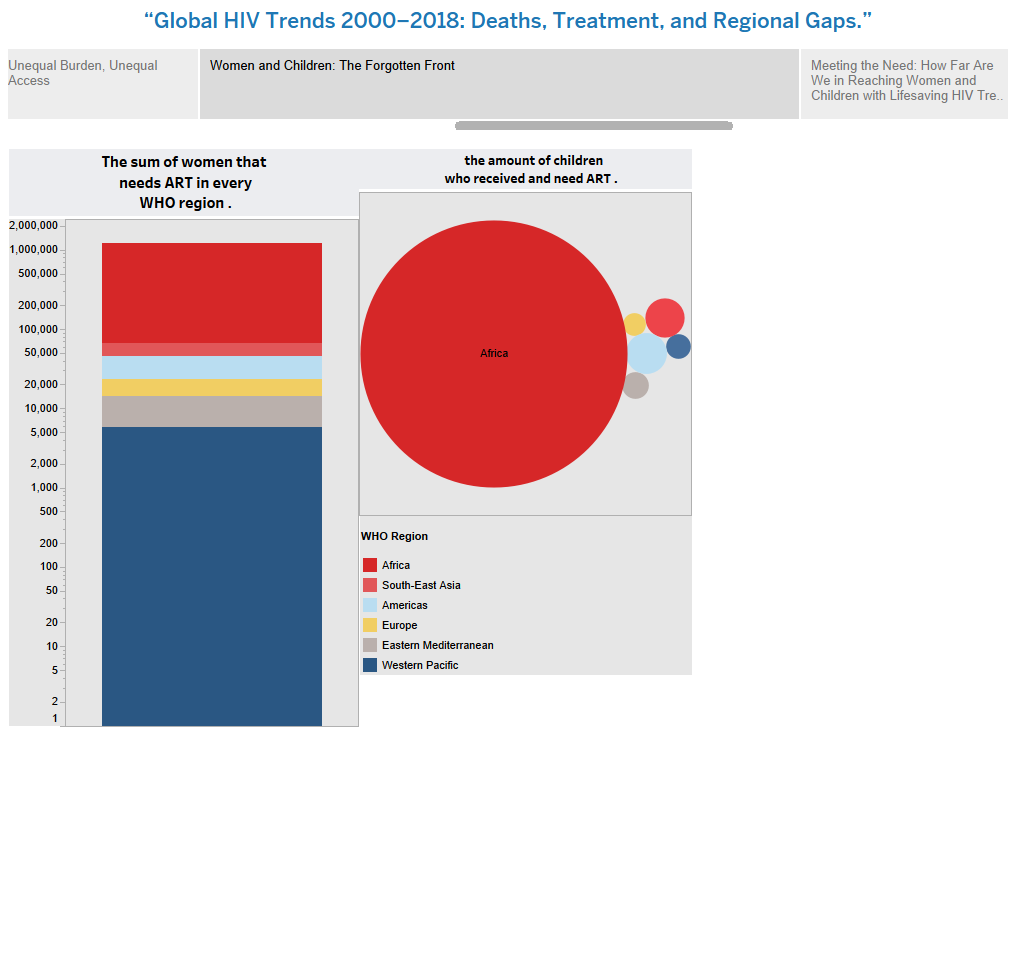 “Global HIV Trends 2000–2018: Deaths, Treatment, and Regional Gaps.”
Unequal Burden, Unequal
Access
Women and Children: The Forgotten Front
Meeting the Need: How Far Are
We in Reaching Women and
Children with Lifesaving HIV Tre..
The sum of women that
needs ART in every
WHO region .
2,000,000
1,000,000
500,000
200,000
100,000
50,000
20,000
10,000
5,000
2,000
1,000
500
200
100
50
20
10
5
2
1
the amount of children
who received and need ART .
Africa
WHO Region
Africa
South-East Asia
Americas
Europe
Eastern Mediterranean
Western Pacific